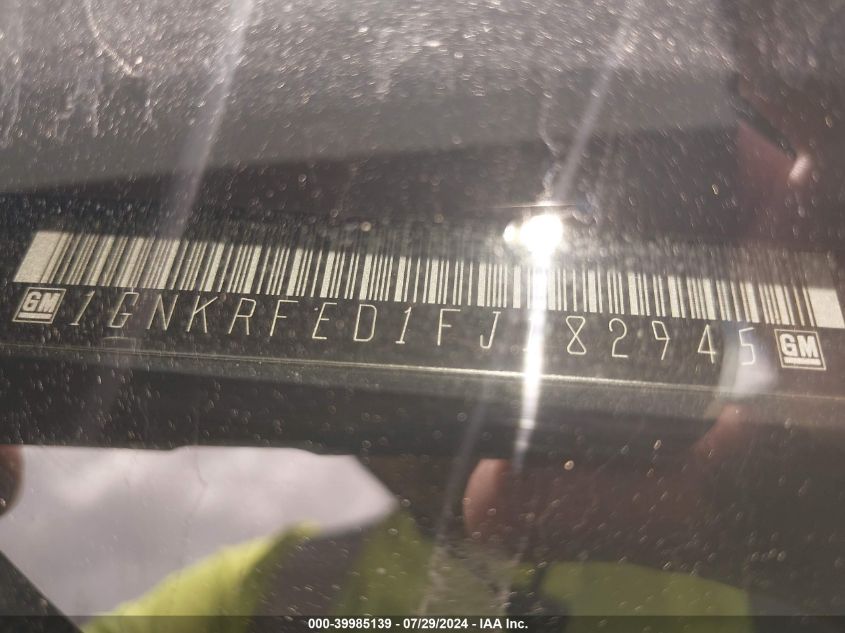 GM 1GNKRFED1FJ 82945 GM
000-39985139 - 07/29/2024 - IAA Inc.